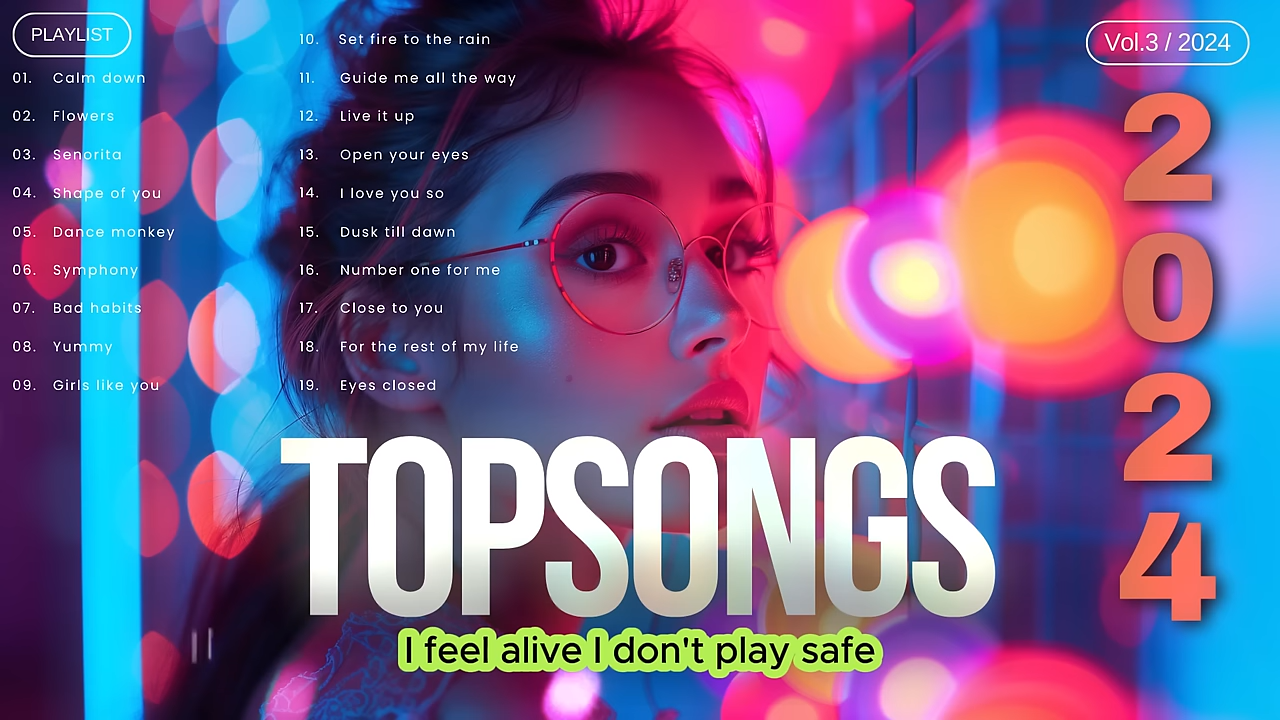 PLAYLIST
01. Calm down
02. Flowers
03. Senorita
04. Shape of you
05. Dance monkey
06. Symphony
07. Bad habits
08. Yummy
09. Girls like you
10. Set fire to the rain
11. Guide me all the way
12. Live it up
13. Open your eyes
14. I love you so
15. Dusk till dawn
16. Number one for me
17. Close to you
18. For the rest of my life
19. Eyes closed
Vol.3 / 2024
2024
TOPSONGS
I feel alive I don't play safe